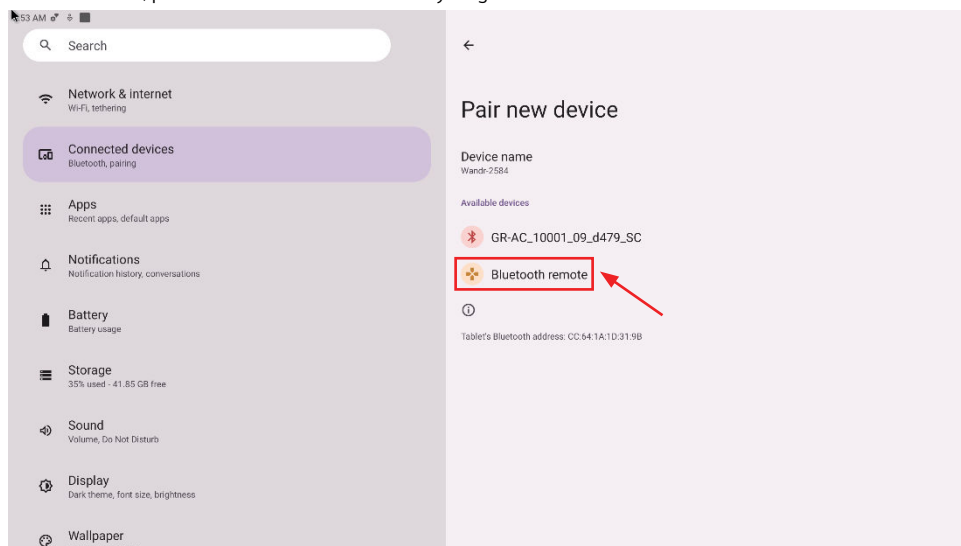 :53 AM
Search
Network & internet
Wi-Fi, tethering
Connected devices
Bluetooth, pairing
Apps
Recent apps, default apps
Notifications
Notification history, conversations
Battery
Battery usage
Storage
35% used - 41.85 GB free
Sound
Volume, Do Not Disturb
Display
Dark theme, font size, brightness
Wallpaper
Pair new device
Device name
Wandr-2584
Available devices
GR-AC_10001_09_d479_SC
Bluetooth remote
Tablet's Bluetooth address: CC:64:1A:1D:31:9B